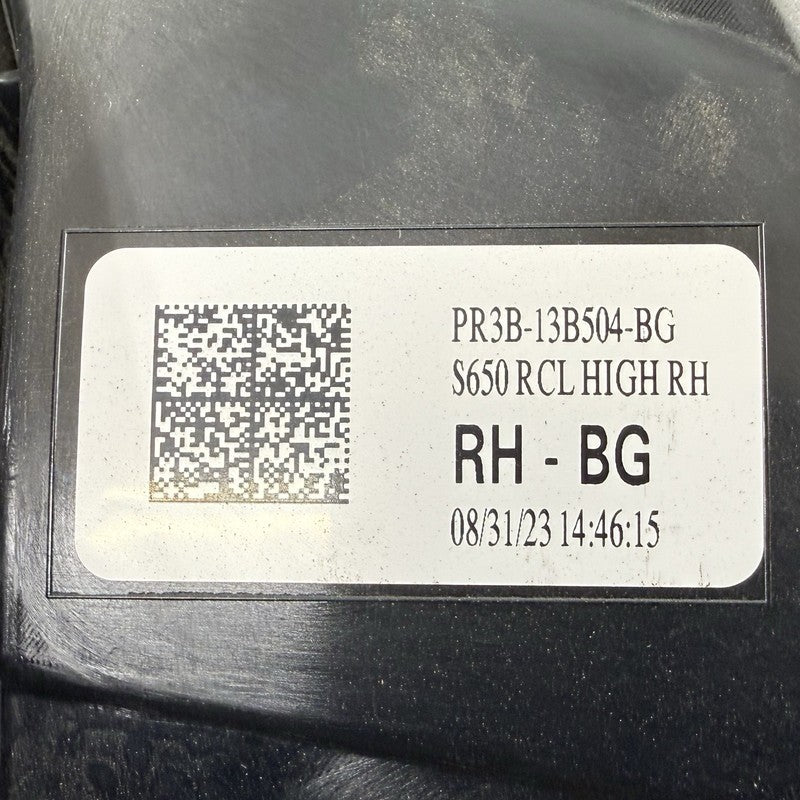 PR3B-13B504-BG
S650 RCL HIGH RH
RH - BG
08/31/23 14:46:15